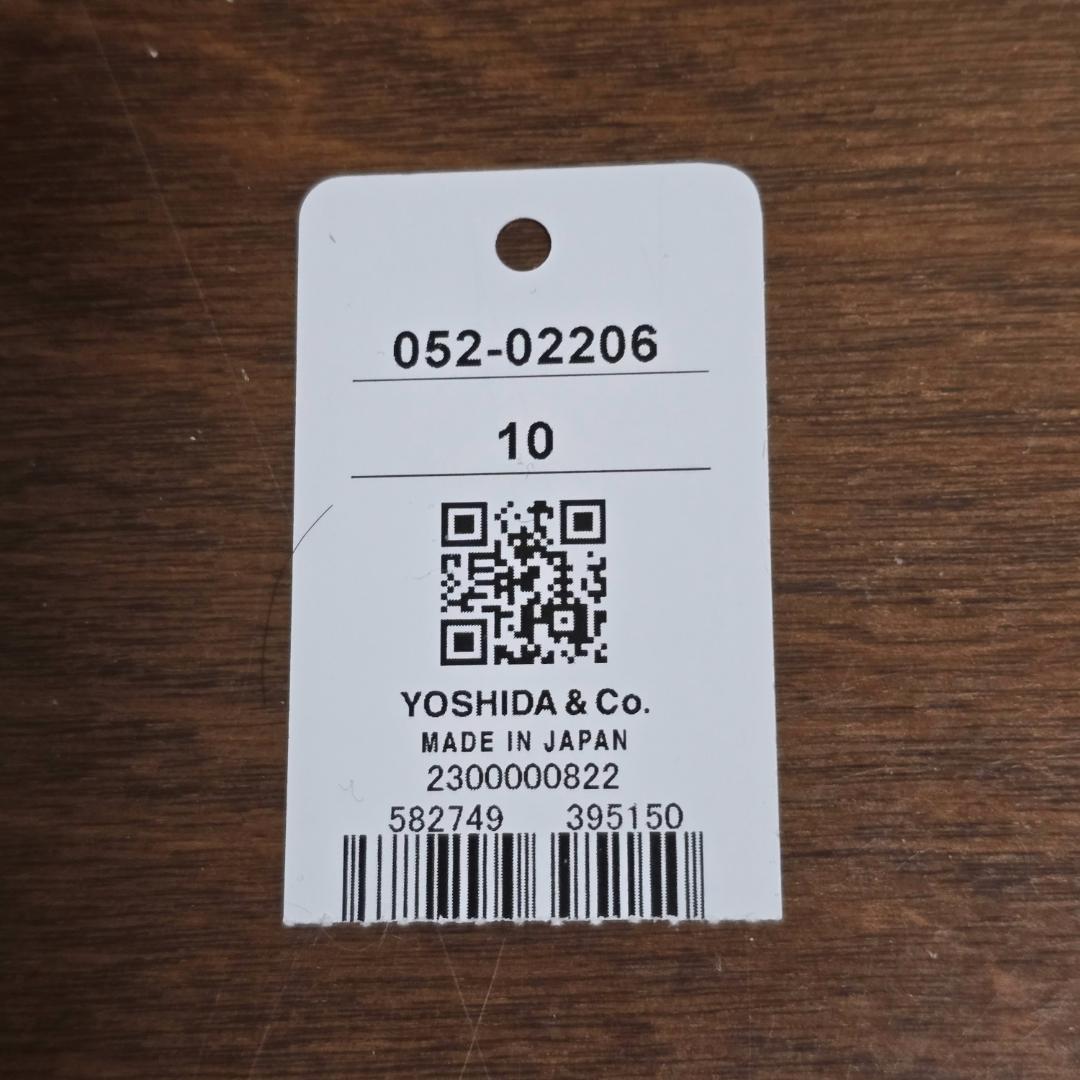 052-02206
10
YOSHIDA & Co.
MADE IN JAPAN
2300000822
582749 395150